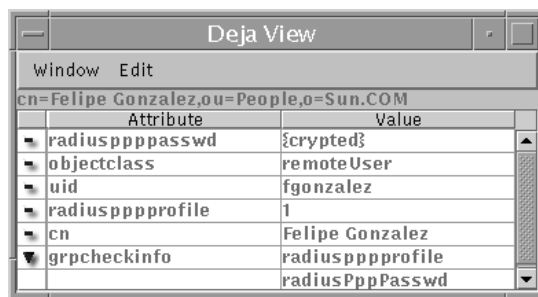 Deja View
Window Edit
cn=Felipe Gonzalez,ou=People,o=Sun.COM
Attribute Value
radiusppppasswd {crypted}
objectclass remoteUser
uid fgonzalez
radiuspppprofile 1
cn Felipe Gonzalez
grpcheckinfo radiuspppprofile
radiusPppPasswd